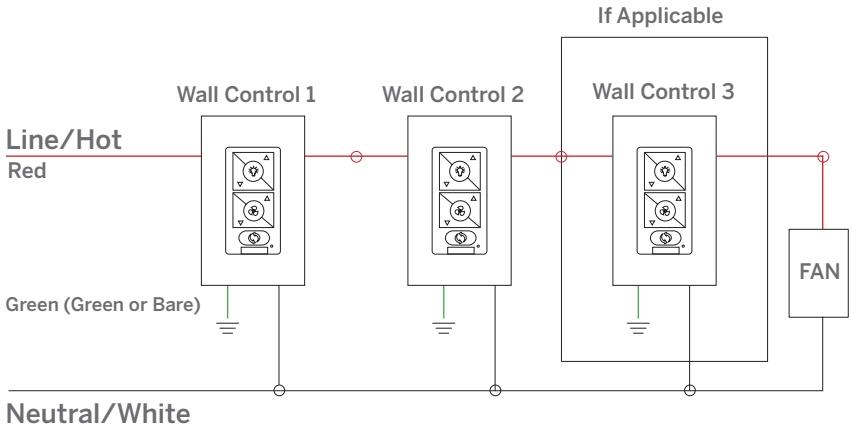 If Applicable
Wall Control 1
Wall Control 2
Wall Control 3
Line/Hot
Red
FAN
Green (Green or Bare)
Neutral/White